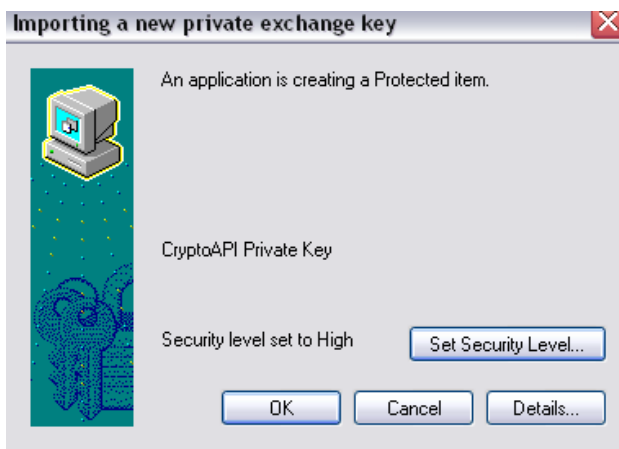 Importing a new private exchange key
An application is creating a Protected item.
CryptoAPI Private Key
Security level set to High
Set Security Level...
OK
Cancel
Details...